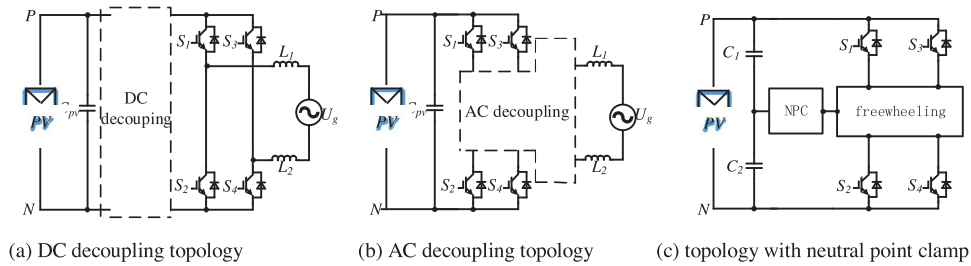 P
S1
S3
L1
DC
decouping
PV
Ug
L2
S2
S4
N
(a) DC decoupling topology
P
S1
S3
L1
AC decoupling
PV
Ug
L2
S2
S4
N
(b) AC decoupling topology
P
C1
S1
S3
PV
NPC
freewheeling
C2
S2
S4
N
(c) topology with neutral point clamp